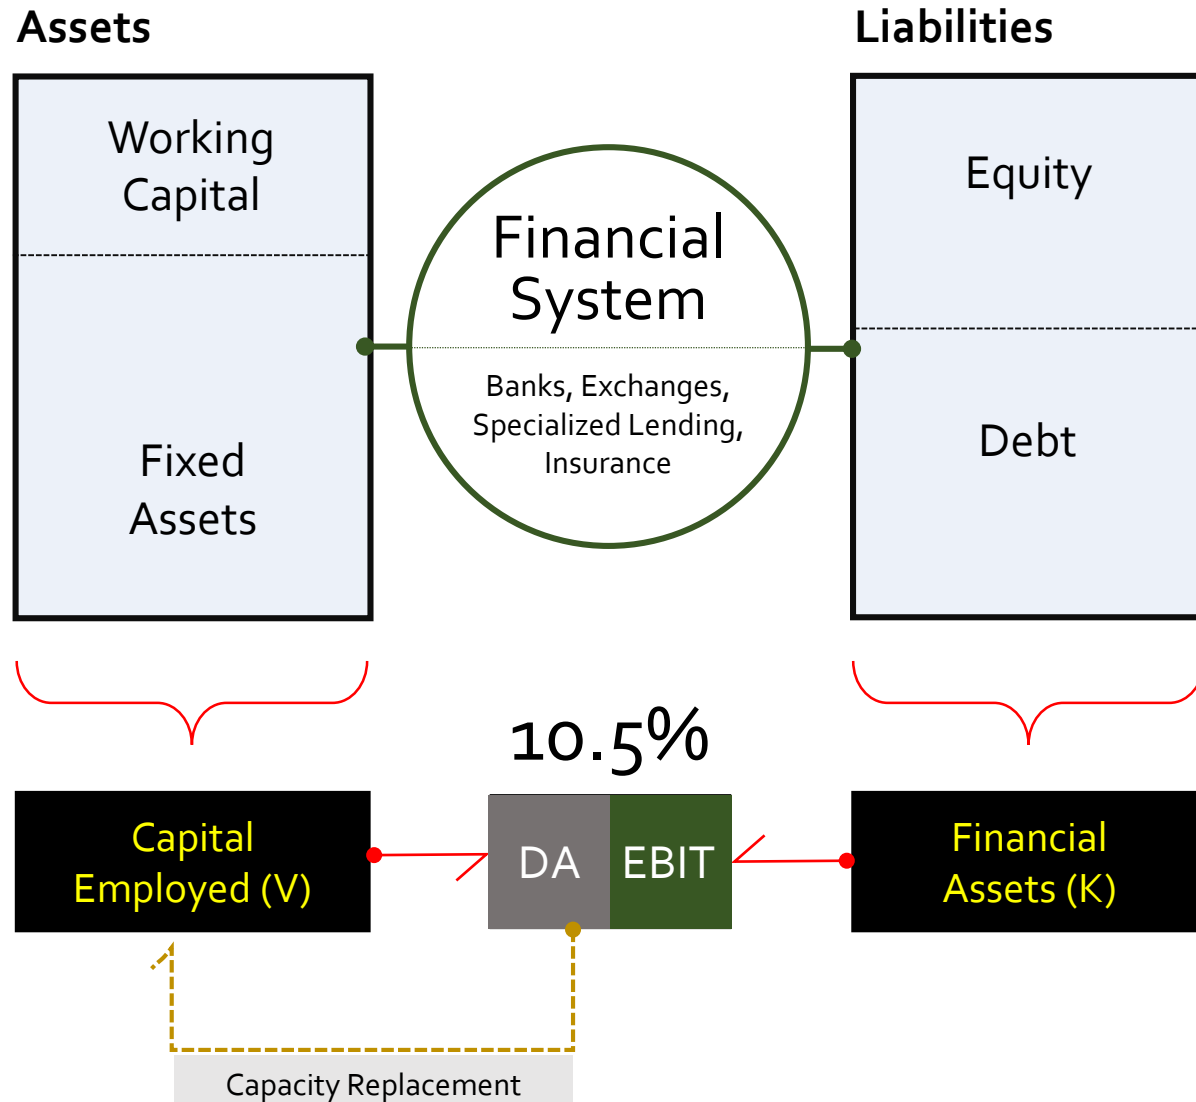 Assets
Liabilities
Working
Capital
Fixed
Assets
Financial
System
Banks, Exchanges,
Specialized Lending,
Insurance
Equity
Debt
10.5%
Capital
Employed (V)
DA
EBIT
Financial
Assets (K)
Capacity Replacement